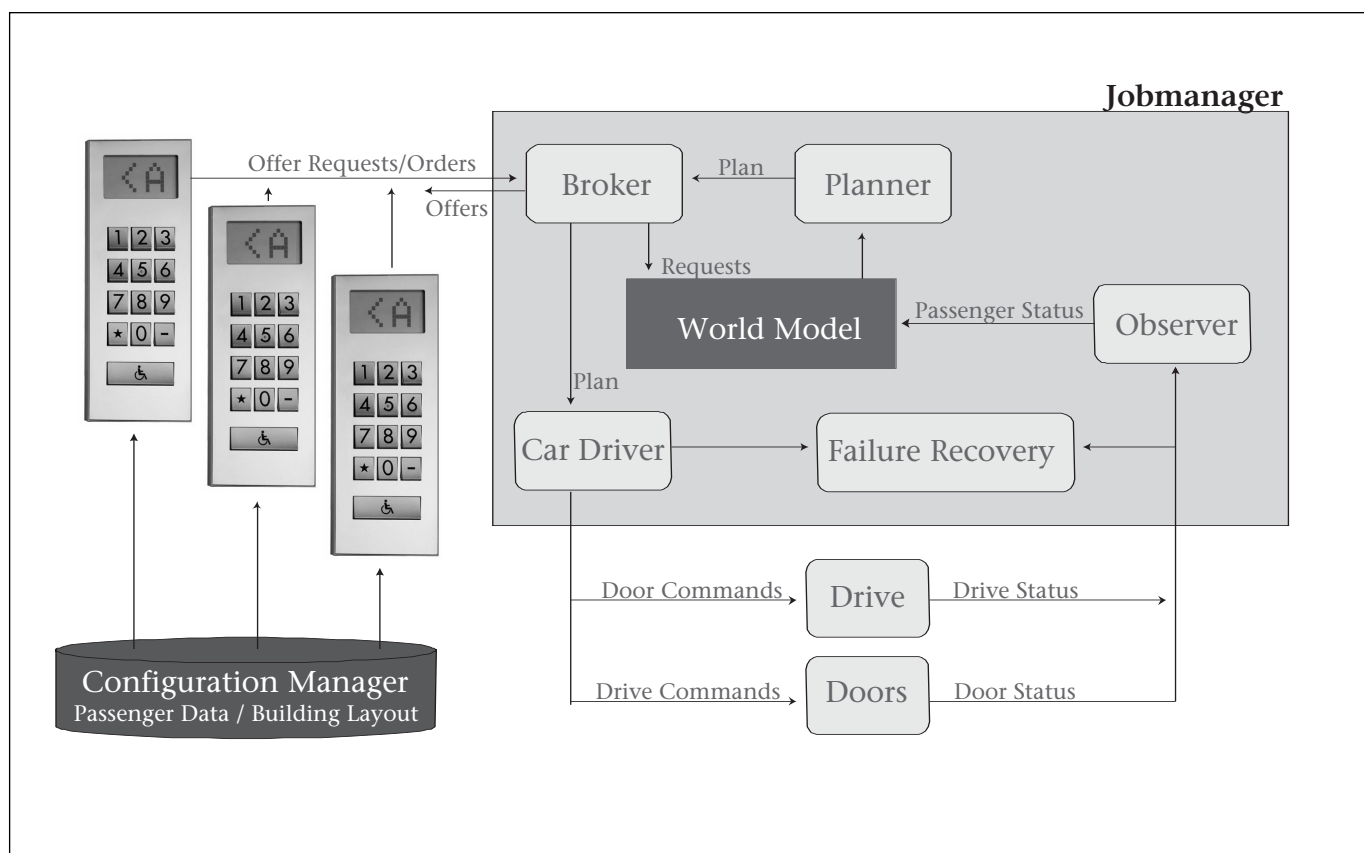 Jobmanager
Offer Requests/Orders
Offers
Broker
Plan
Planner
Requests
World Model
Passenger Status
Observer
Plan
Car Driver
Failure Recovery
<A
1 2 3
4 5 6
7 8 9
* 0 –
<A
1 2 3
4 5 6
7 8 9
* 0 –
<A
1 2 3
4 5 6
7 8 9
* 0 –
Door Commands
Drive
Drive Status
Drive Commands
Doors
Door Status
Configuration Manager
Passenger Data / Building Layout